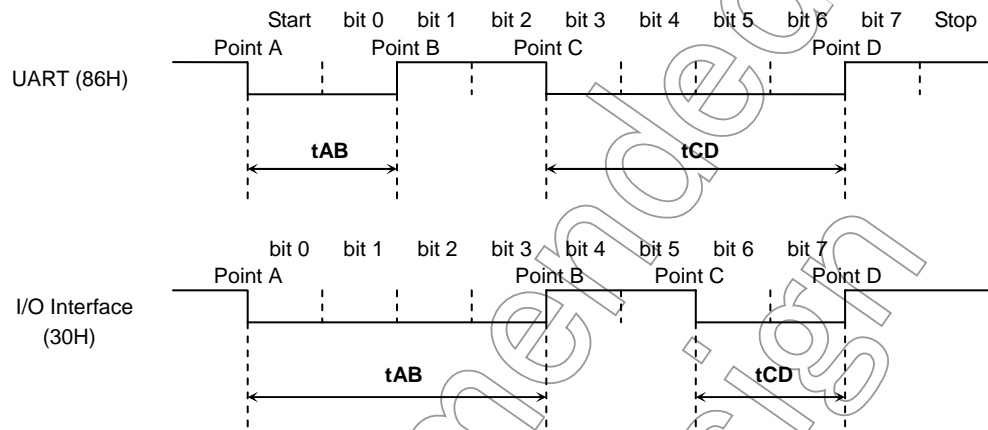 Start bit 0 bit 1 bit 2 bit 3 bit 4 bit 5 bit 6 bit 7 Stop
Point A Point B Point C Point D
UART (86H)
tAB tCD
bit 0 bit 1 bit 2 bit 3 bit 4 bit 5 bit 6 bit 7
Point A Point B Point C Point D
I/O Interface
(30H)
tAB tCD